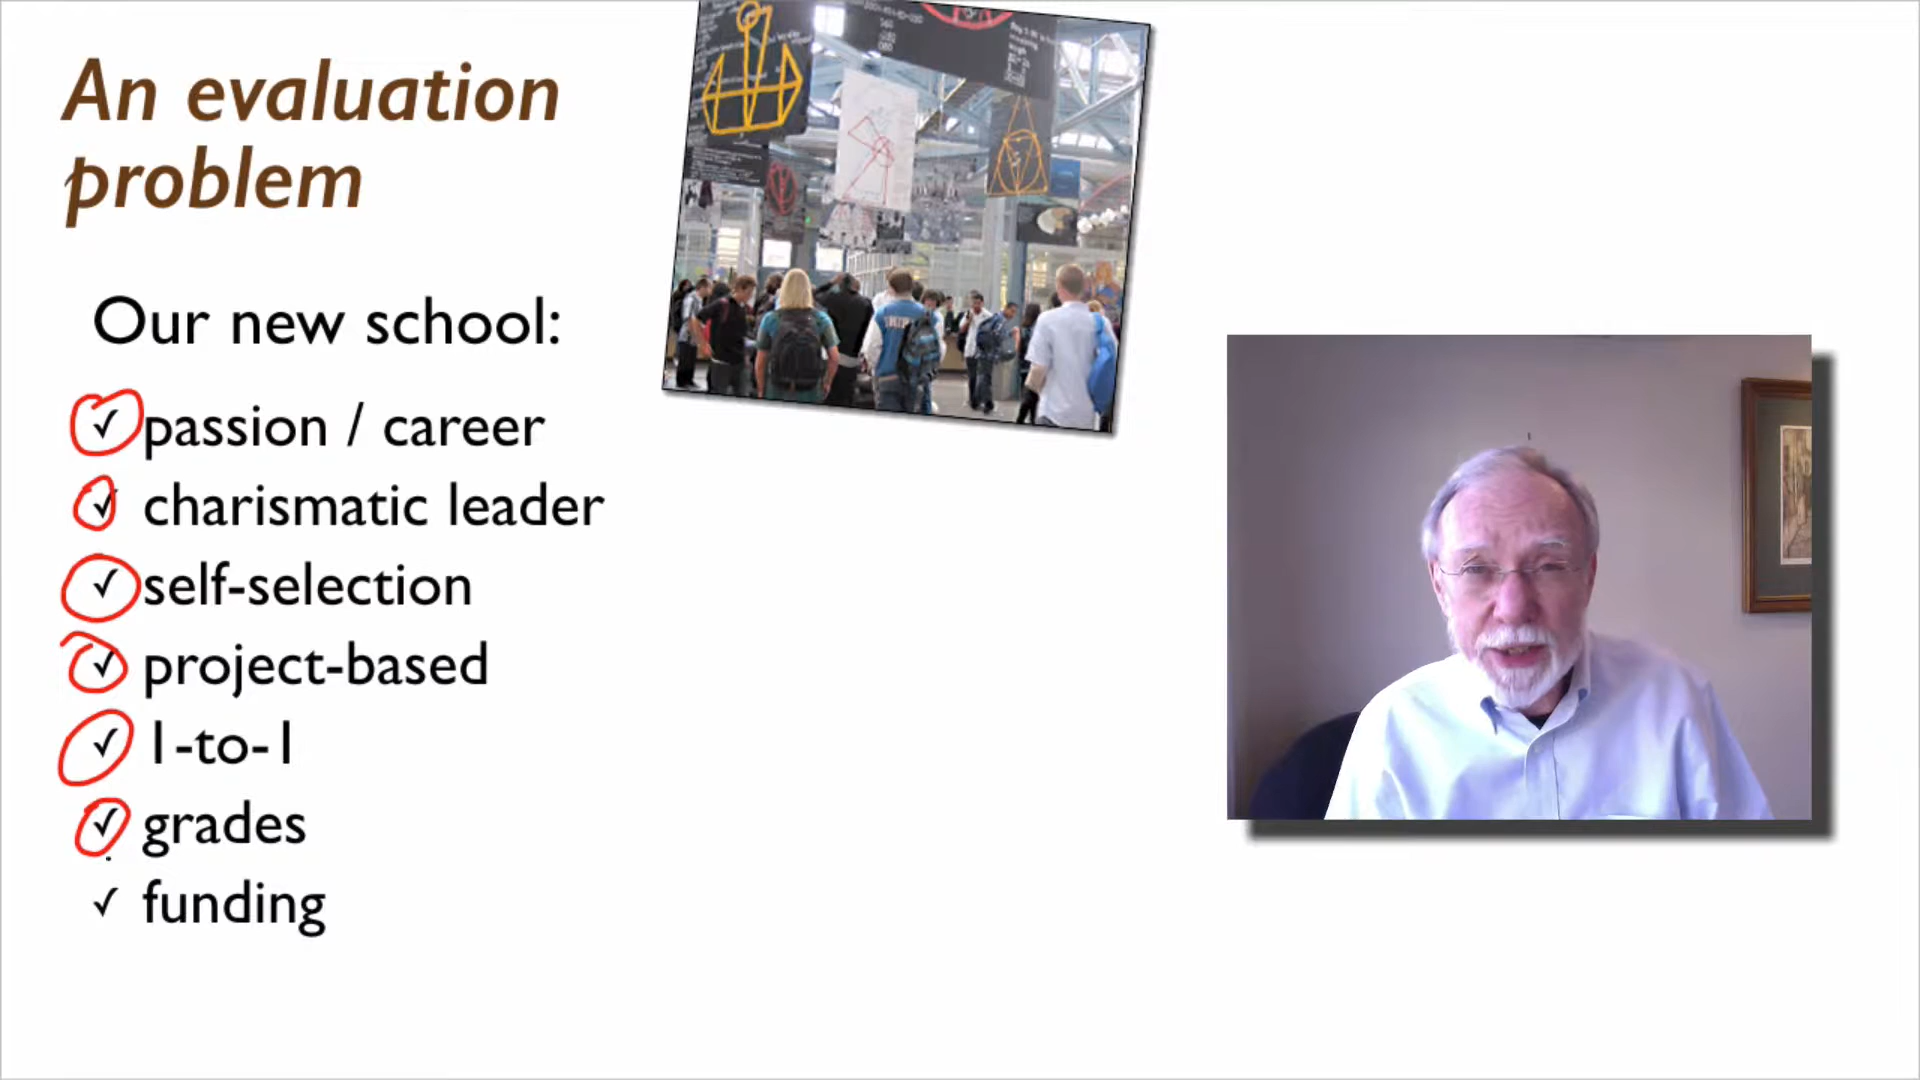 An evaluation
problem
Our new school:
✓ passion / career
✓ charismatic leader
✓ self-selection
✓ project-based
✓ 1-to-1
✓ grades
✓ funding